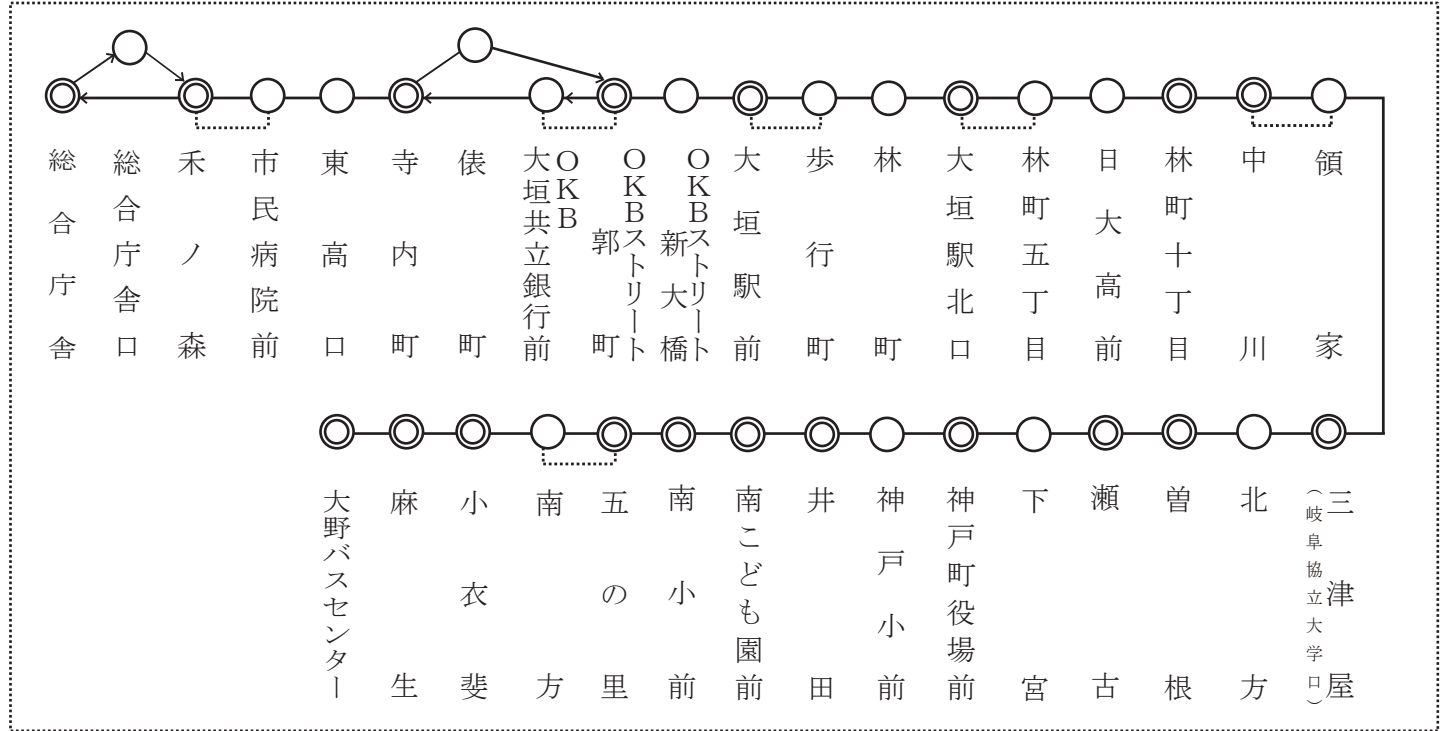 総合庁舎
総合庁舎口
禾ノ森
市民病院前
東高口
寺内町
俵町
OKB
大垣共立銀行前
OKBストリート
郭町
OKBストリート
新大橋
大垣駅前
歩行町
林町
大垣駅北口
林町五丁目
日大高前
林町十丁目
中川
領家
大野バスセンター
麻生
小衣斐
南方
五の里
南小前
南こども園前
井田
神戸小前
神戸町役場前
下宮
瀬古
曽根
北方
三津屋
（岐阜協立大学口）